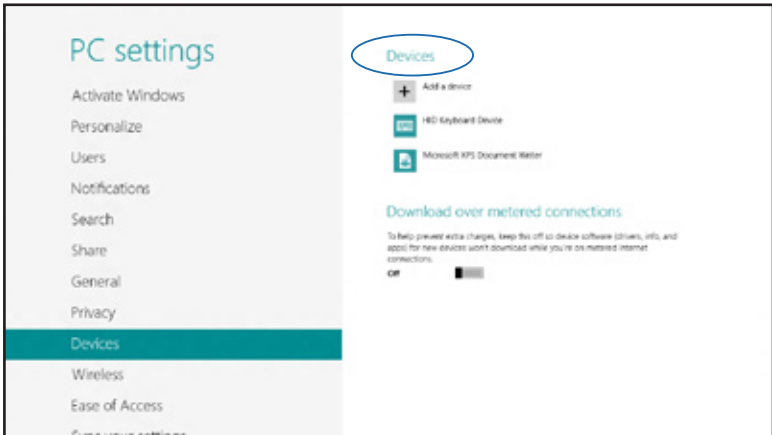 PC settings
Activate Windows
Personalize
Users
Notifications
Search
Share
General
Privacy
Devices
Wireless
Ease of Access
Sync your settings
Devices
Add a device
HID Keyboard Device
Microsoft XPS Document Writer
Download over metered connections
To help prevent extra charges, keep this off so device software (drivers, info, and
apps) for new devices won't download while you're on metered Internet
connections.
Off